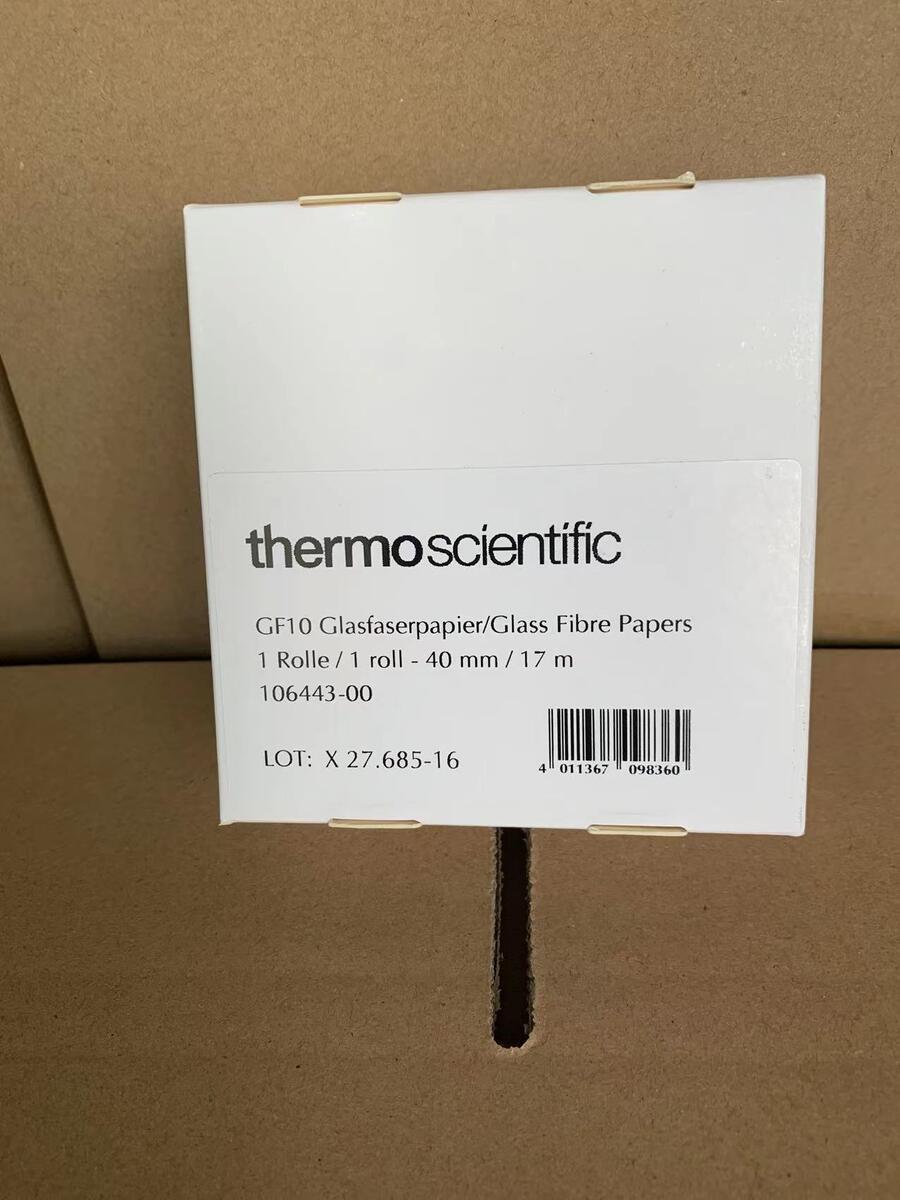 thermoscientific
GF10 Glasfaserpapier/Glass Fibre Papers
1 Rolle / 1 roll - 40 mm / 17 m
106443-00
LOT: X 27.685-16
4 011367 098360